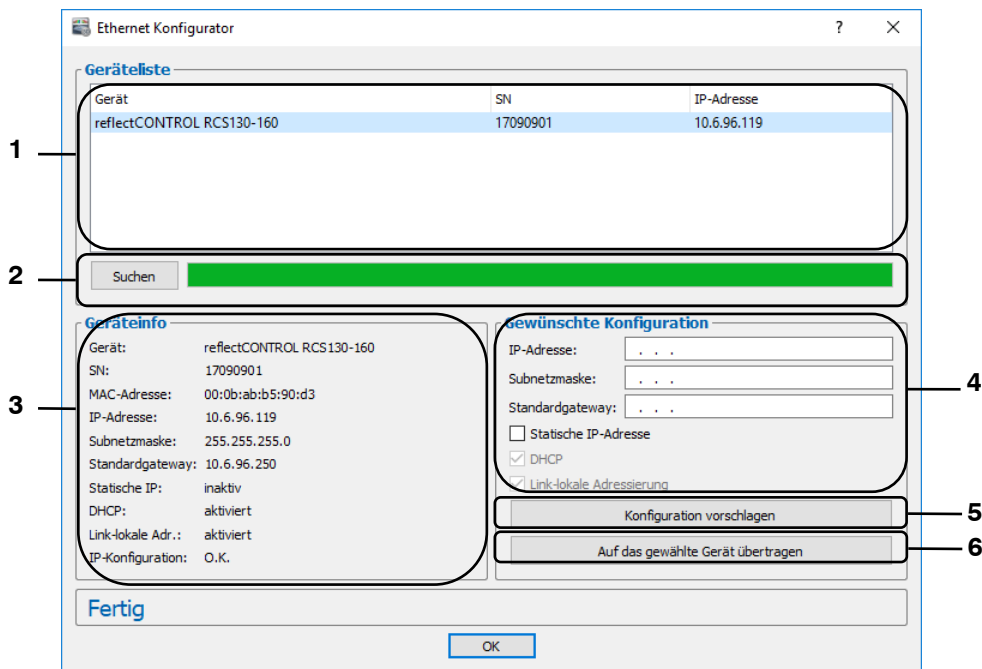 Ethernet Konfigurator ? ×
Geräteliste
Gerät SN IP-Adresse
reflectCONTROL RCS130-160 17090901 10.6.96.119
1
2
Suchen
Geräteinfo
Gerät: reflectCONTROL RCS130-160
SN: 17090901
MAC-Adresse: 00:0b:ab:b5:90:d3
IP-Adresse: 10.6.96.119
Subnetzmaske: 255.255.255.0
Standardgateway: 10.6.96.250
Statische IP: inaktiv
DHCP: aktiviert
Link-lokale Adr.: aktiviert
IP-Konfiguration: O.K.
3
Gewünschte Konfiguration
IP-Adresse: . . .
Subnetzmaske: . . .
Standardgateway: . . .
Statische IP-Adresse
DHCP
Link-lokale Adressierung
4
Konfiguration vorschlagen
5
Auf das gewählte Gerät übertragen
6
Fertig
OK